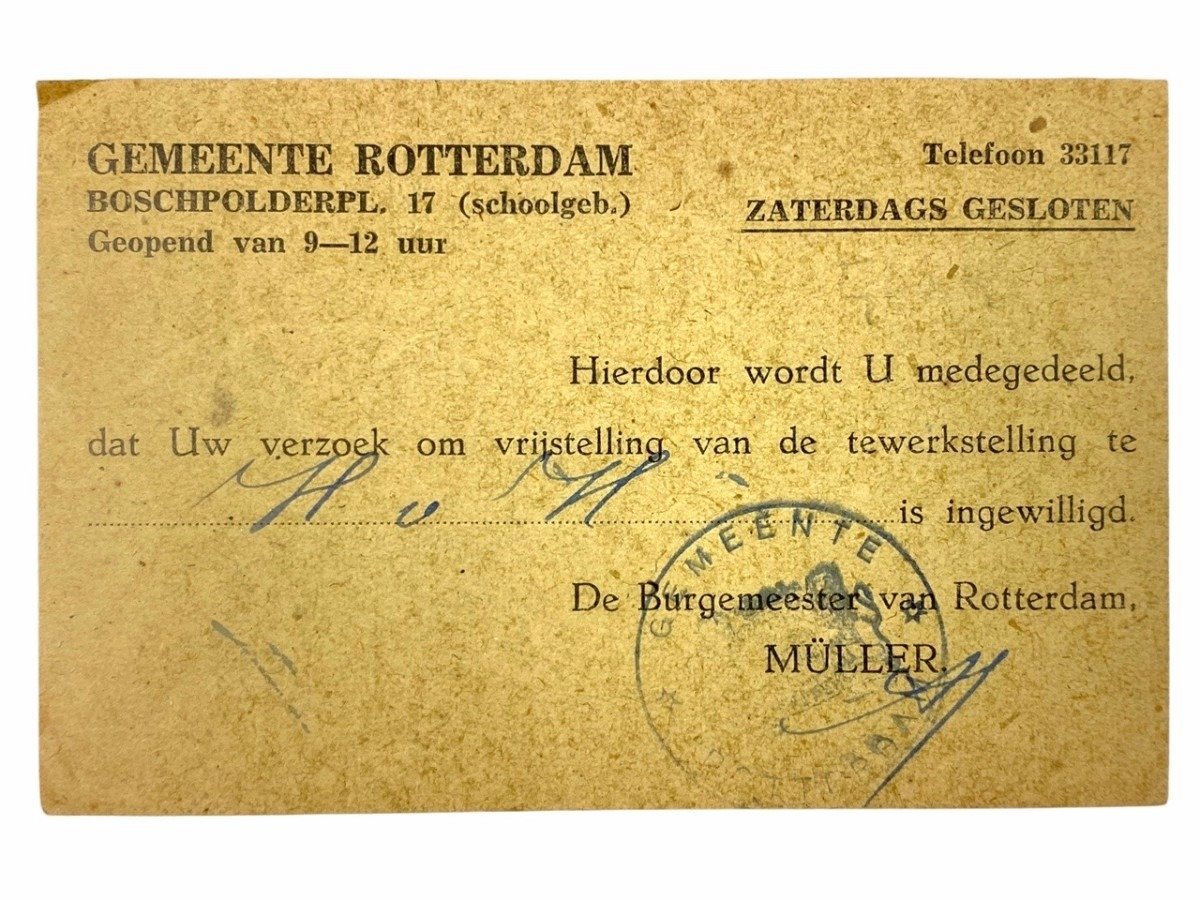 GEMEENTE ROTTERDAM
BOSCHPOLDERPL. 17 (schoolgeb.)
Geopend van 9—12 uur
Telefoon 33117
ZATERDAGS GESLOTEN
Hierdoor wordt U medegedeeld,
dat Uw verzoek om vrijstelling van de tewerkstelling te
H v H is ingewilligd.
De Burgemeester van Rotterdam,
MÜLLER.
GEMEENTE